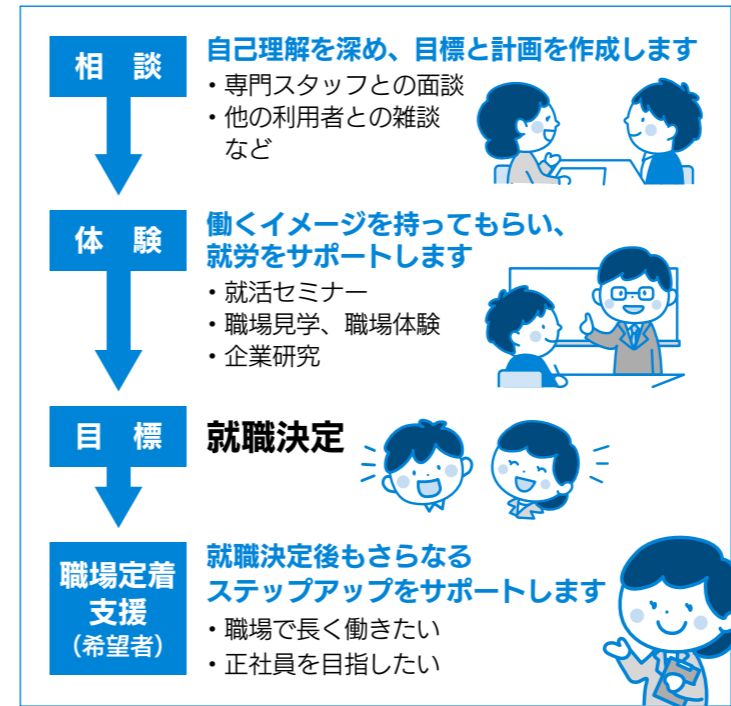 相　談
自己理解を深め、目標と計画を作成します
・専門スタッフとの面談
・他の利用者との雑談
など
体　験
働くイメージを持ってもらい、
就労をサポートします
・就活セミナー
・職場見学、職場体験
・企業研究
目　標
就職決定
職場定着
支援
（希望者）
就職決定後もさらなる
ステップアップをサポートします
・職場で長く働きたい
・正社員を目指したい